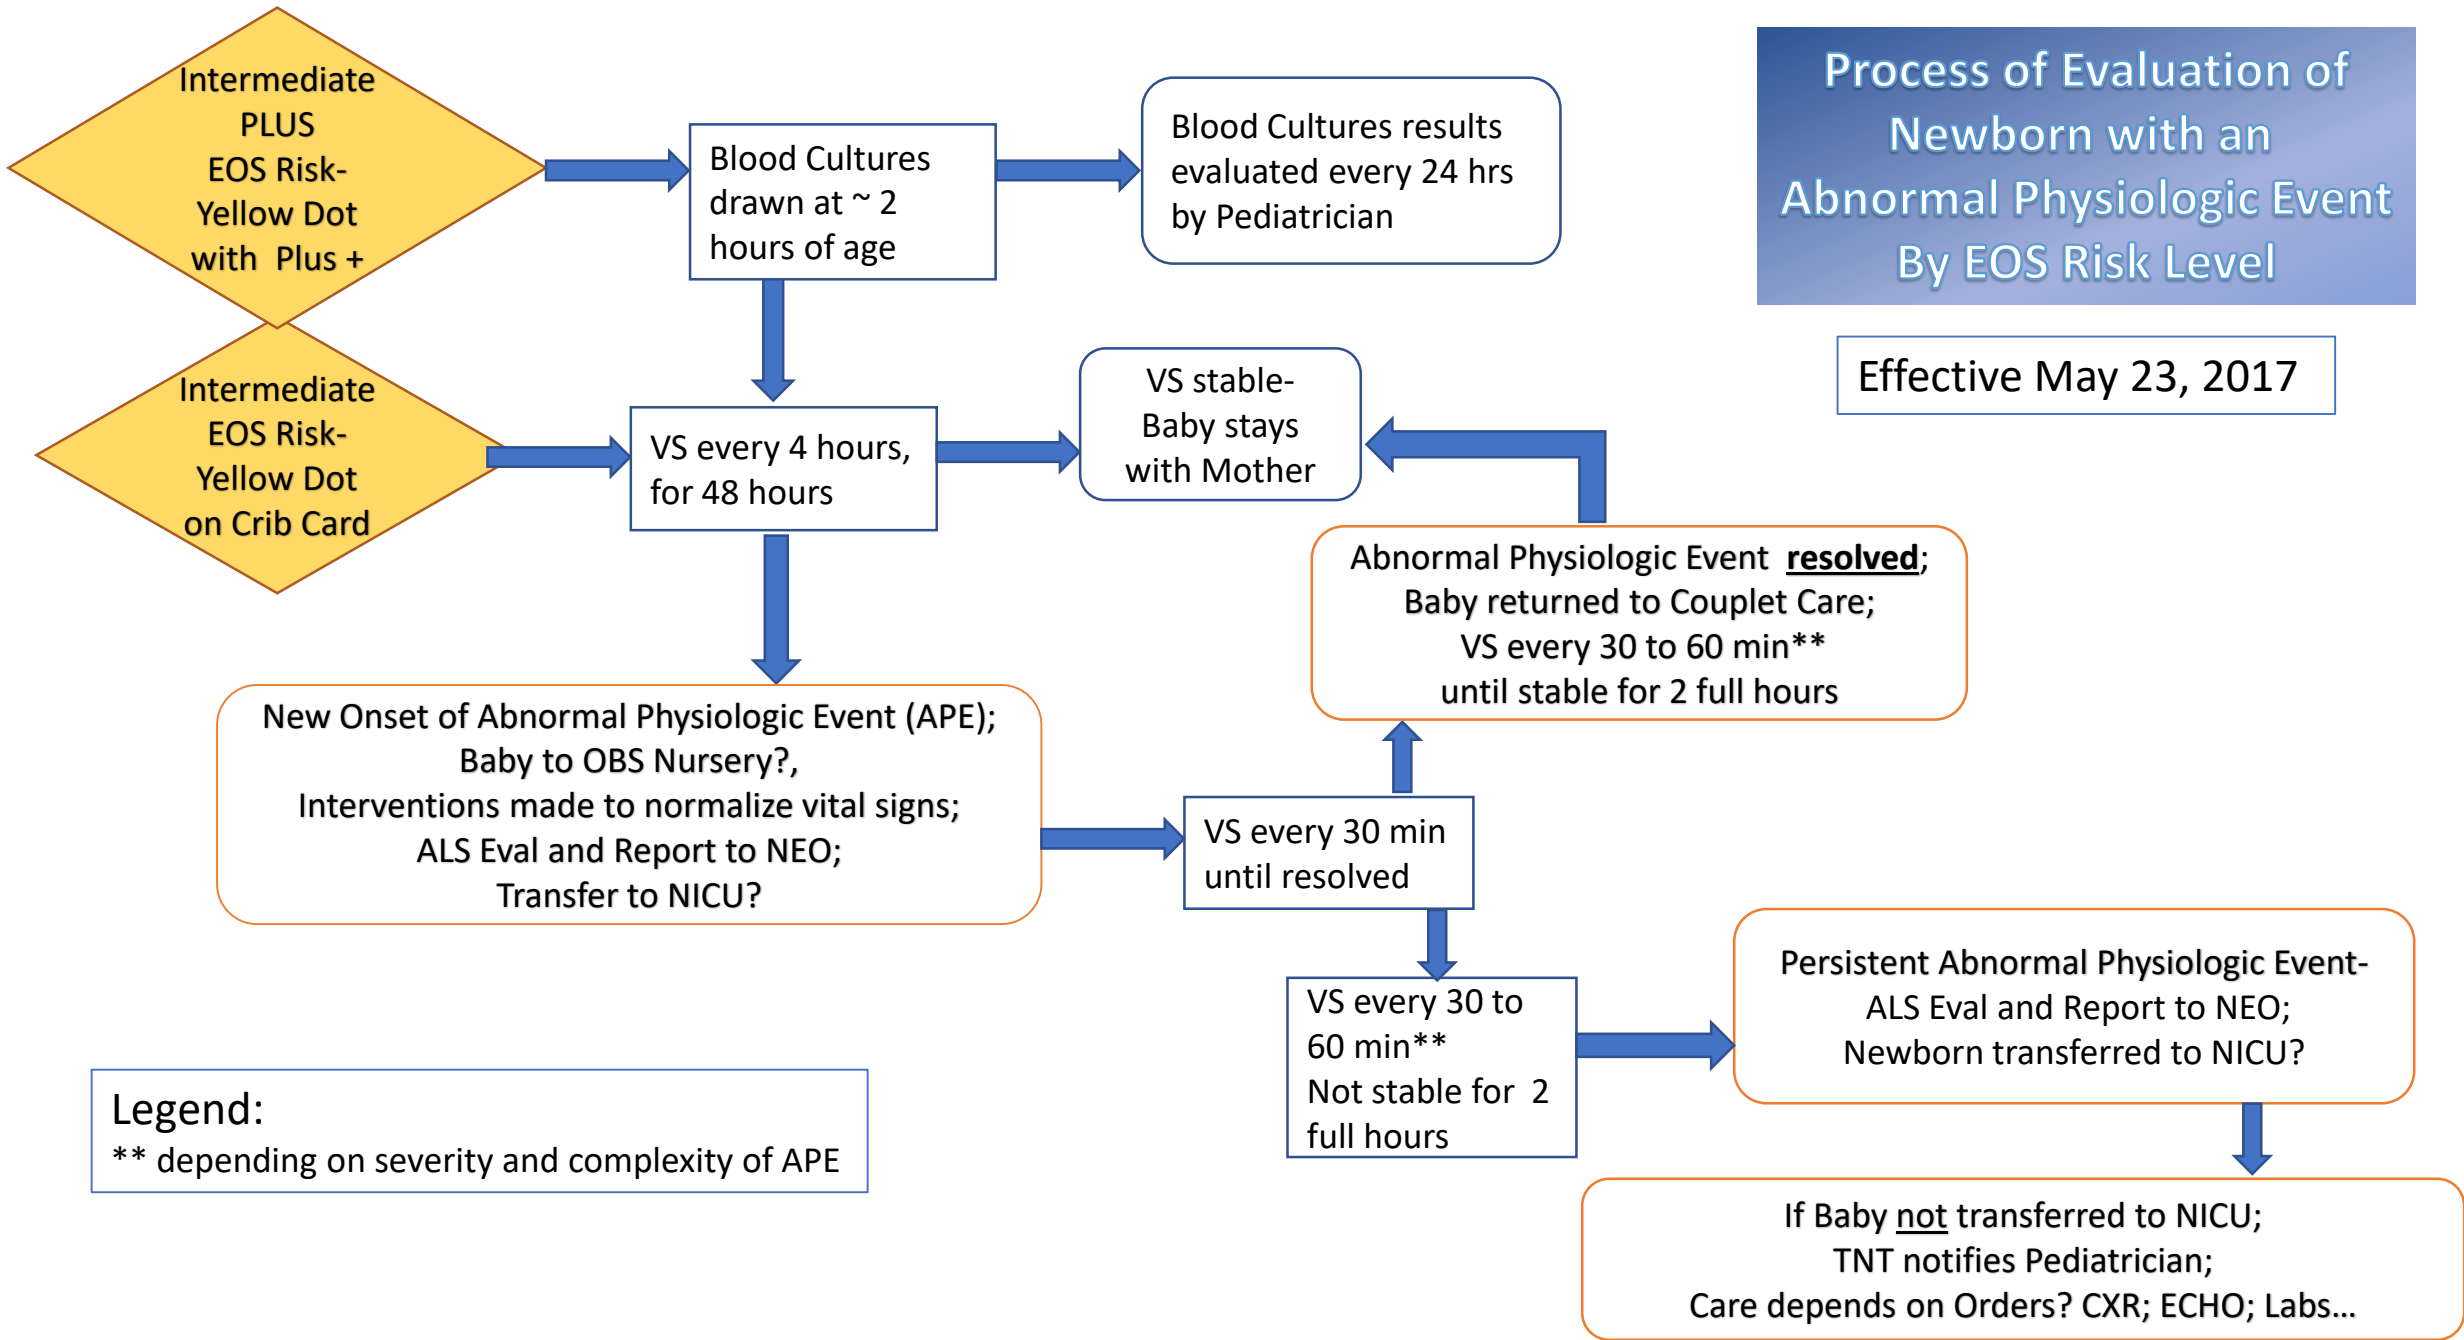 Process of Evaluation of
Newborn with an
Abnormal Physiologic Event
By EOS Risk Level
Effective May 23, 2017
Intermediate
PLUS
EOS Risk-
Yellow Dot
with Plus +
Blood Cultures
drawn at ~ 2
hours of age
Blood Cultures results
evaluated every 24 hrs
by Pediatrician
Intermediate
EOS Risk-
Yellow Dot
on Crib Card
VS every 4 hours,
for 48 hours
VS stable-
Baby stays
with Mother
Abnormal Physiologic Event resolved;
Baby returned to Couplet Care;
VS every 30 to 60 min**
until stable for 2 full hours
New Onset of Abnormal Physiologic Event (APE);
Baby to OBS Nursery?,
Interventions made to normalize vital signs;
ALS Eval and Report to NEO;
Transfer to NICU?
VS every 30 min
until resolved
VS every 30 to
60 min**
Not stable for 2
full hours
Persistent Abnormal Physiologic Event-
ALS Eval and Report to NEO;
Newborn transferred to NICU?
If Baby not transferred to NICU;
TNT notifies Pediatrician;
Care depends on Orders? CXR; ECHO; Labs...
Legend:
** depending on severity and complexity of APE